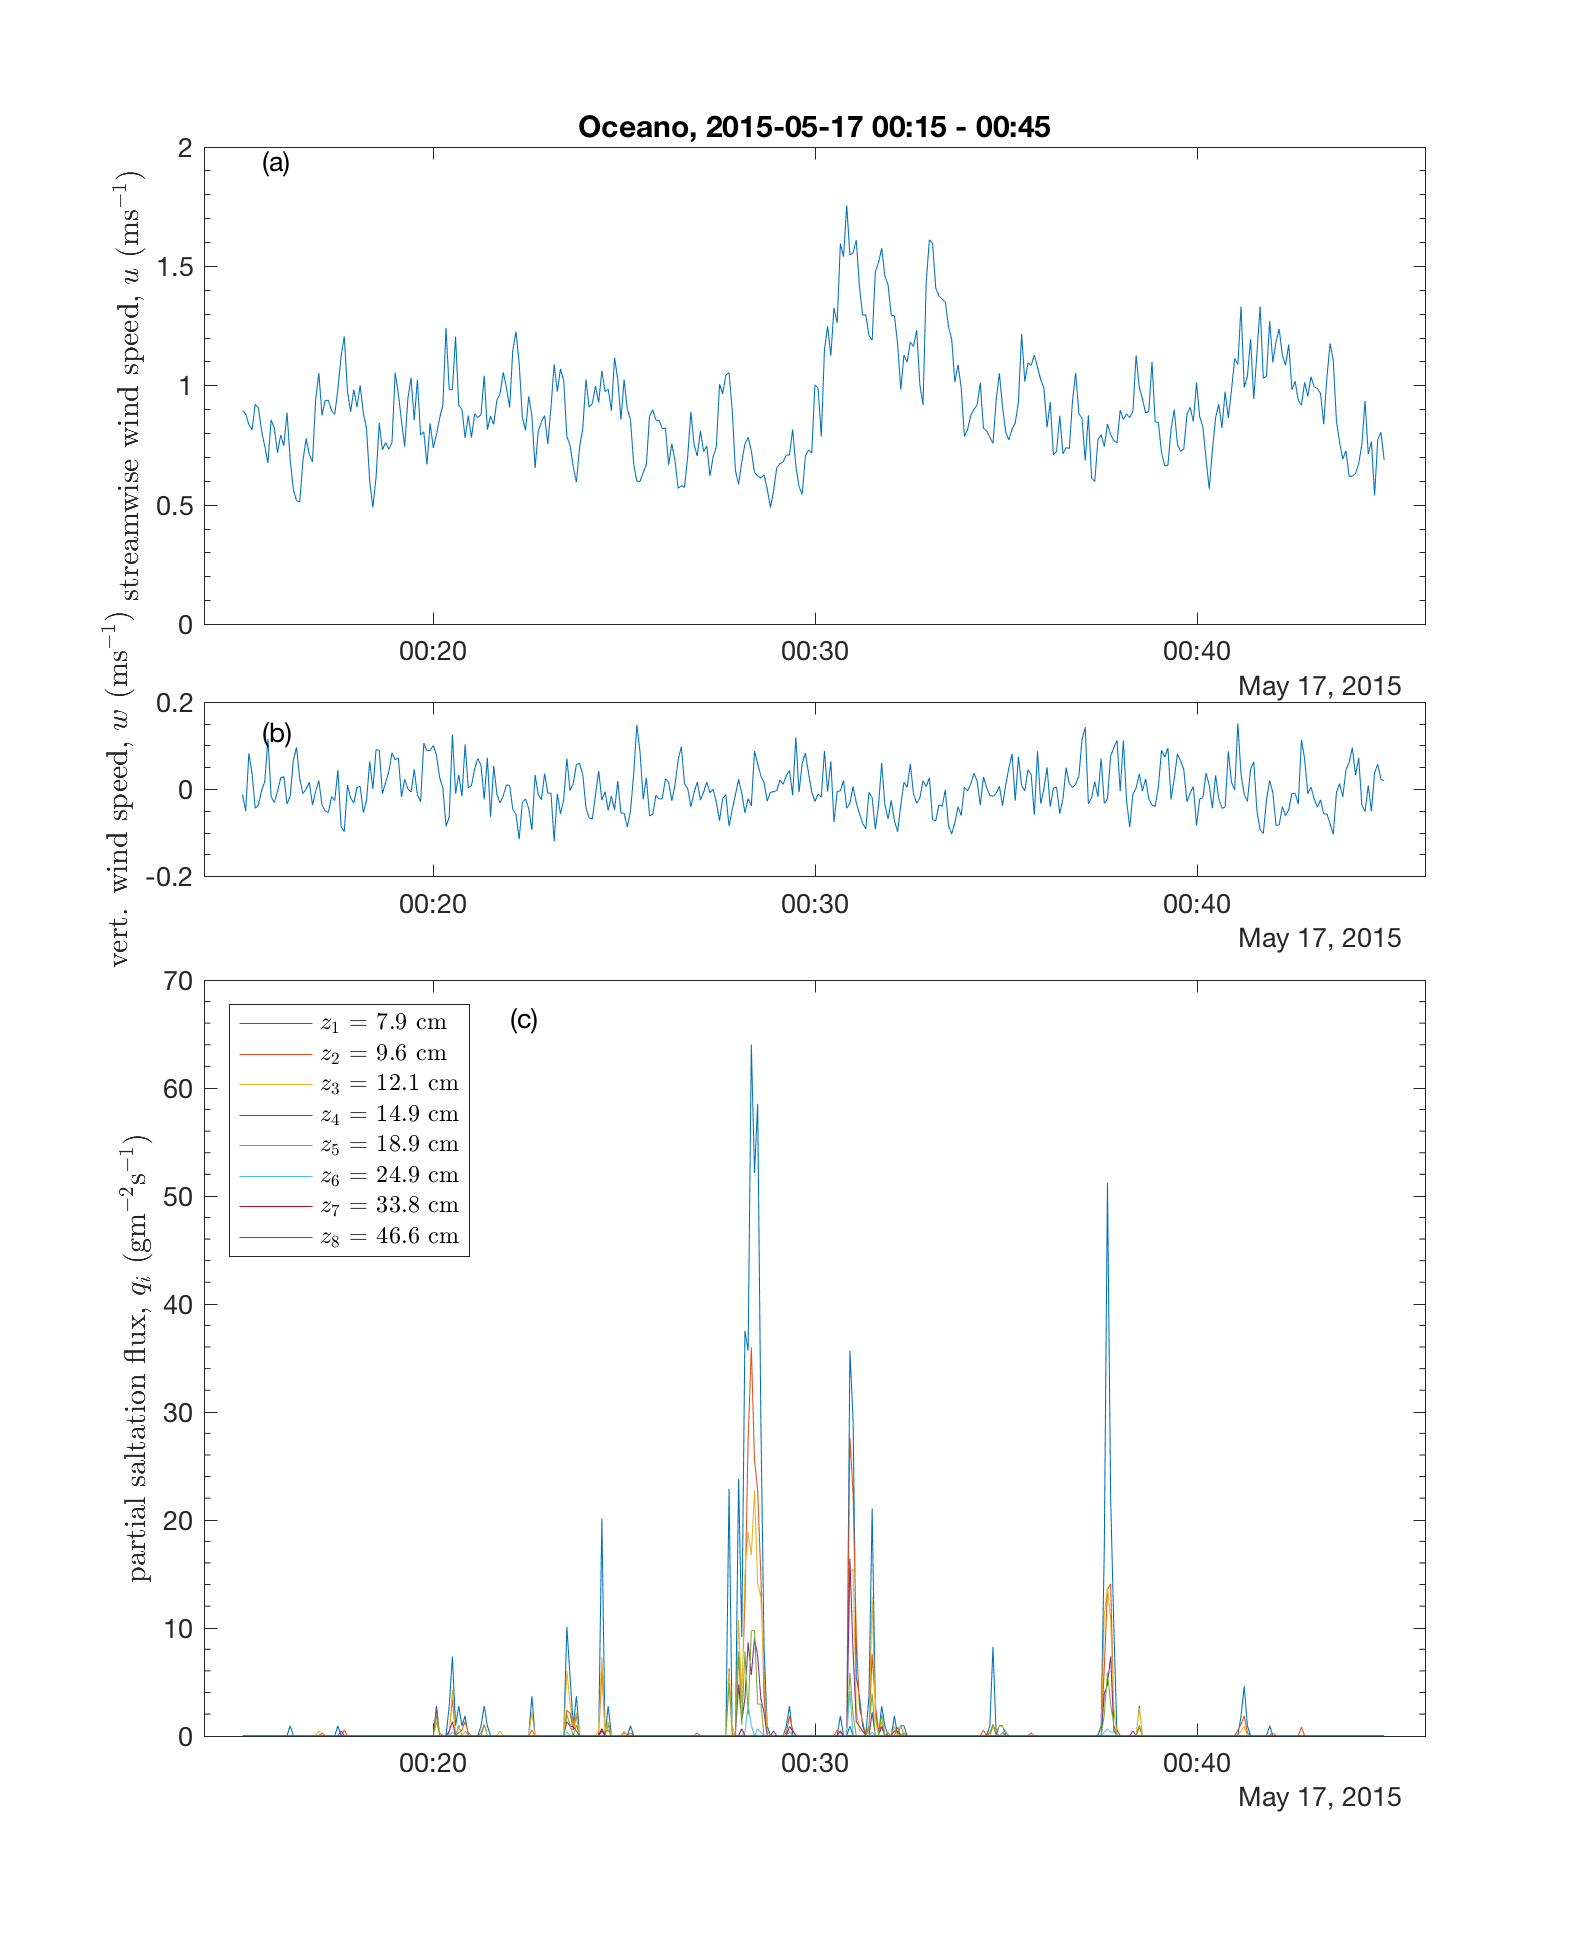 Oceano, 2015-05-17 00:15 - 00:45
(a)
streamwise wind speed, u (ms⁻¹)
2
1.5
1
0.5
0
00:20 00:30 00:40
May 17, 2015
(b)
vert. wind speed, w (ms⁻¹)
0.2
0
-0.2
00:20 00:30 00:40
May 17, 2015
(c)
partial saltation flux, qᵢ (gm⁻²s⁻¹)
70
60
50
40
30
20
10
0
z₁ = 7.9 cm
z₂ = 9.6 cm
z₃ = 12.1 cm
z₄ = 14.9 cm
z₅ = 18.9 cm
z₆ = 24.9 cm
z₇ = 33.8 cm
z₈ = 46.6 cm
00:20 00:30 00:40
May 17, 2015